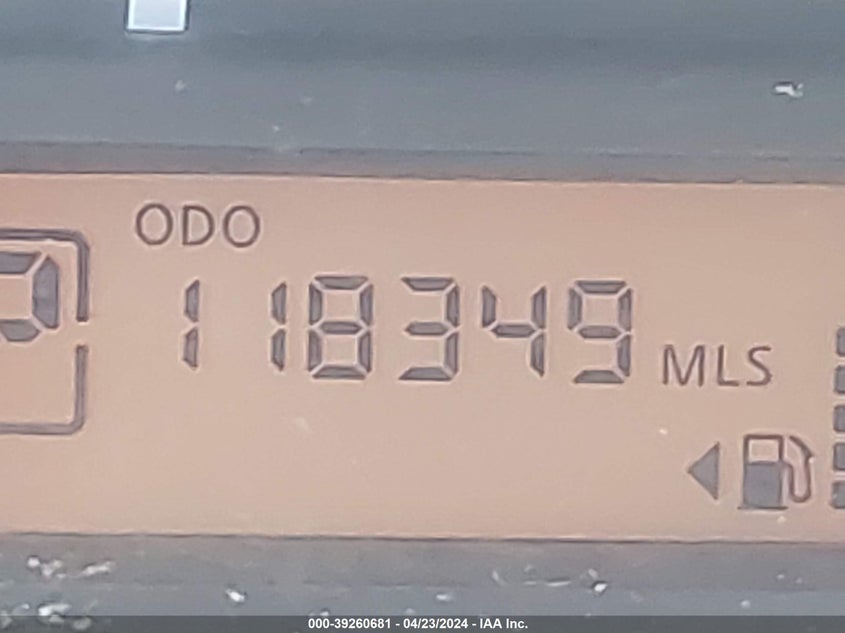 ODO
118349 MLS
P
000-39260681 - 04/23/2024 - IAA Inc.